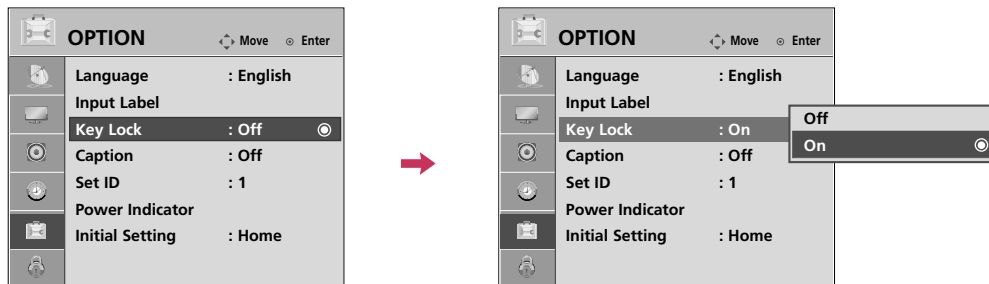 OPTION Move Enter
Language : English
Input Label
Key Lock : Off
Caption : Off
Set ID : 1
Power Indicator
Initial Setting : Home
OPTION Move Enter
Language : English
Input Label
Key Lock : On
Caption : Off
Set ID : 1
Power Indicator
Initial Setting : Home
Off
On